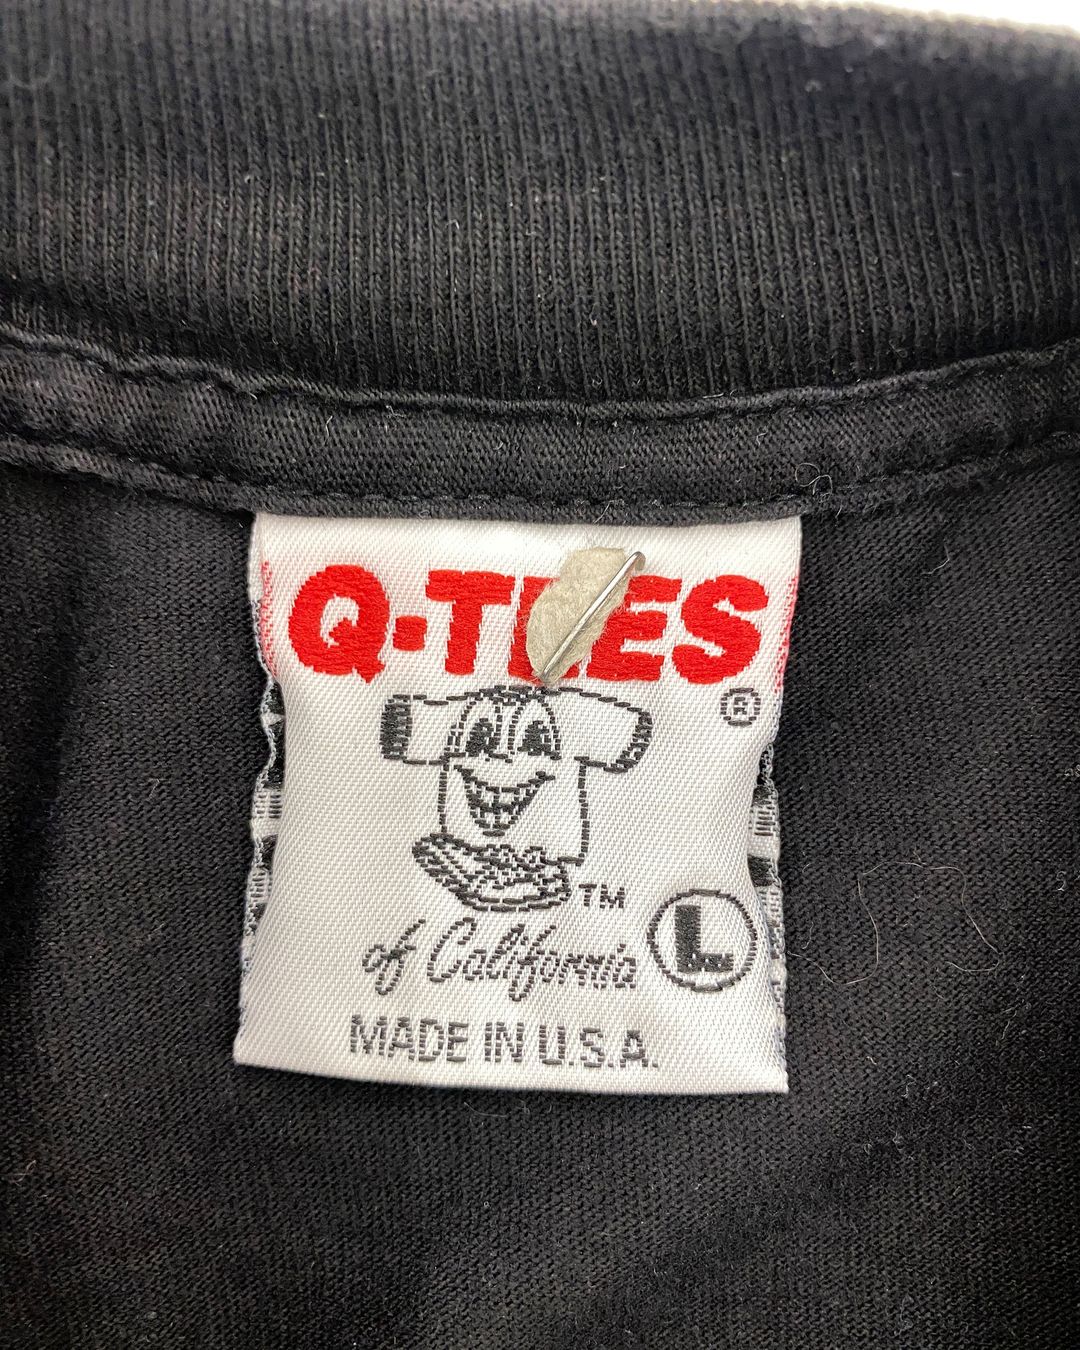 Q-TEES
®
TM
of California
L
MADE IN U.S.A.